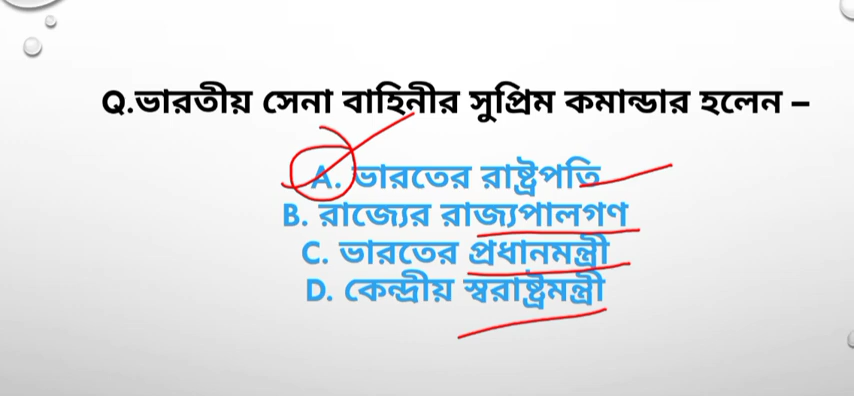 Q.ভারতীয় সেনা বাহিনীর সুপ্রিম কমান্ডার হলেন –
A. ভারতের রাষ্ট্রপতি
B. রাজ্যের রাজ্যপালগণ
C. ভারতের প্রধানমন্ত্রী
D. কেন্দ্রীয় স্বরাষ্ট্রমন্ত্রী